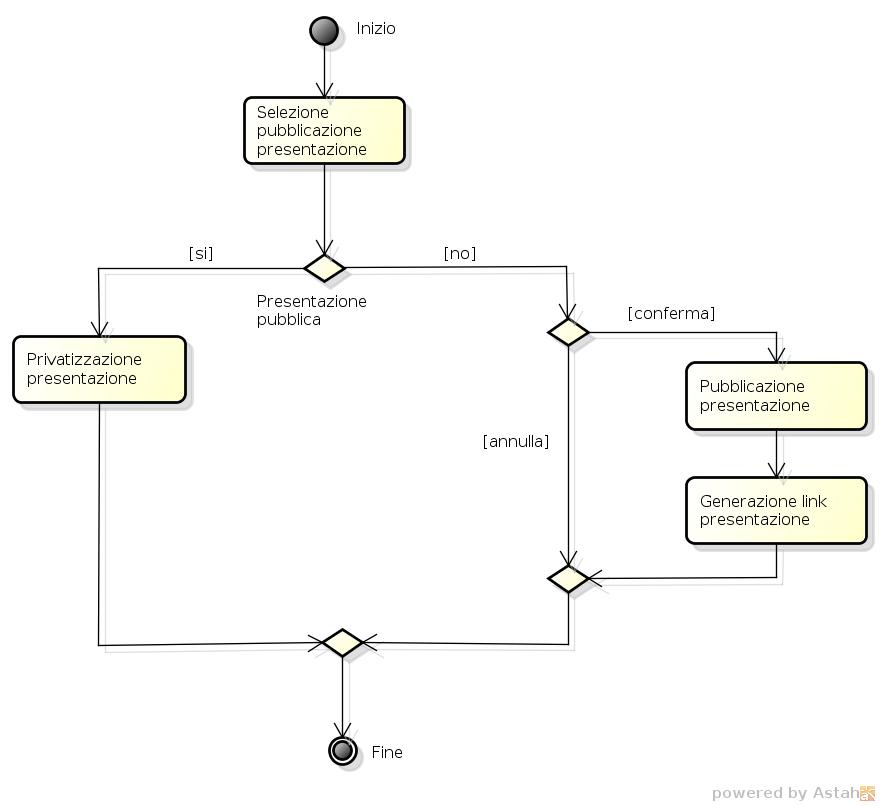 Inizio
Selezione
pubblicazione
presentazione
[si]
[no]
Presentazione
pubblica
[conferma]
Privatizzazione
presentazione
Pubblicazione
presentazione
[annulla]
Generazione link
presentazione
Fine
powered by Astah